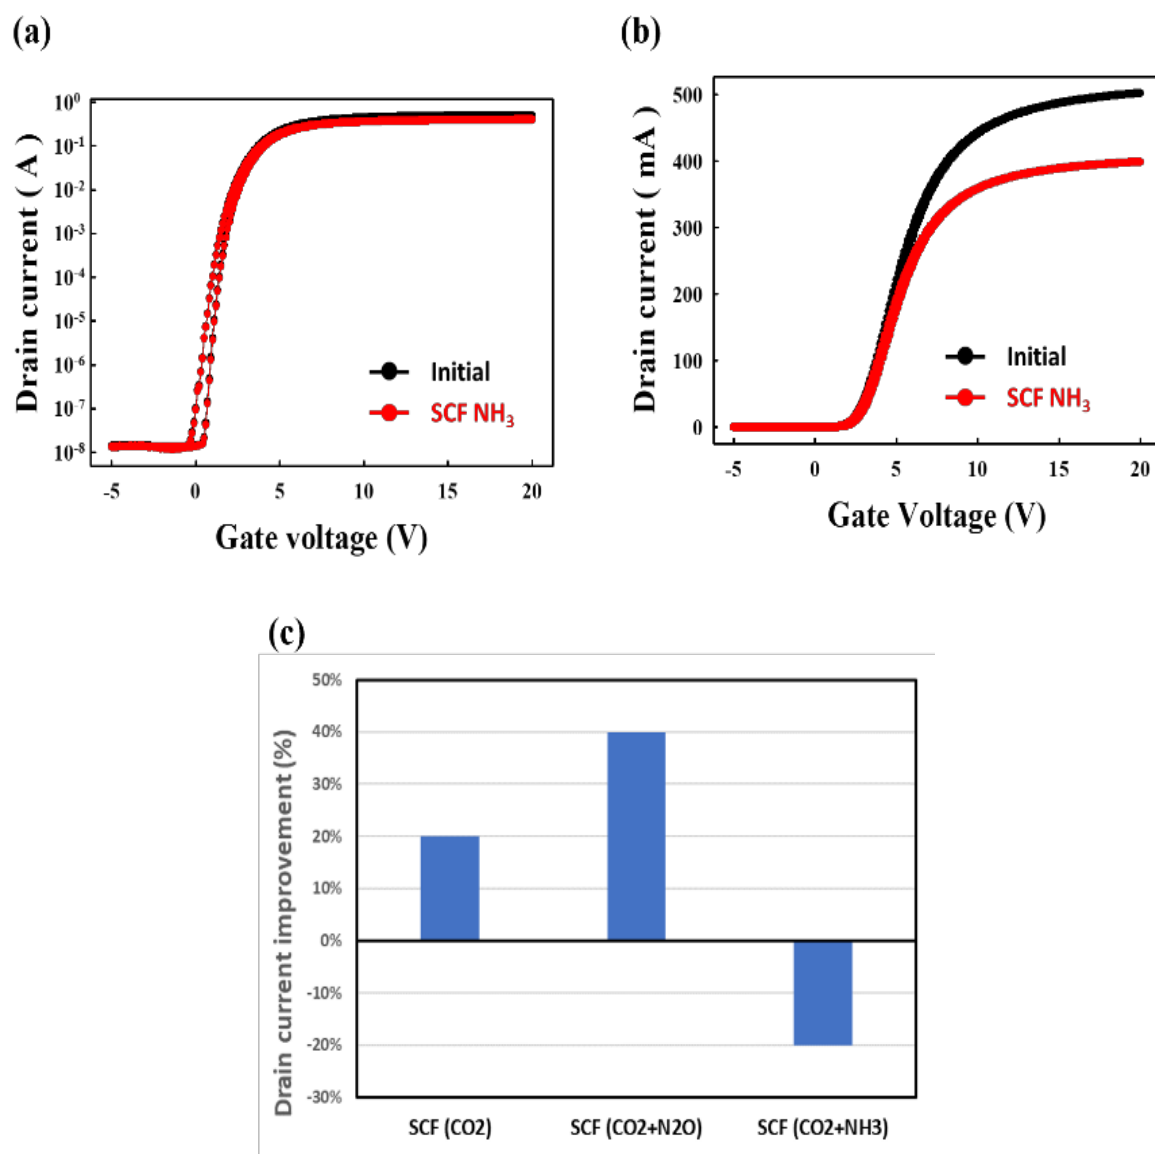 (a)
10⁰
10⁻¹
10⁻²
10⁻³
10⁻⁴
10⁻⁵
10⁻⁶
10⁻⁷
10⁻⁸
Drain current ( A )
Initial
SCF NH₃
-5 0 5 10 15 20
Gate voltage (V)
(b)
500
400
300
200
100
0
Drain current ( mA )
Initial
SCF NH₃
-5 0 5 10 15 20
Gate Voltage (V)
(c)
50%
40%
30%
20%
10%
0%
-10%
-20%
-30%
Drain current improvement (%)
SCF (CO2) SCF (CO2+N2O) SCF (CO2+NH3)